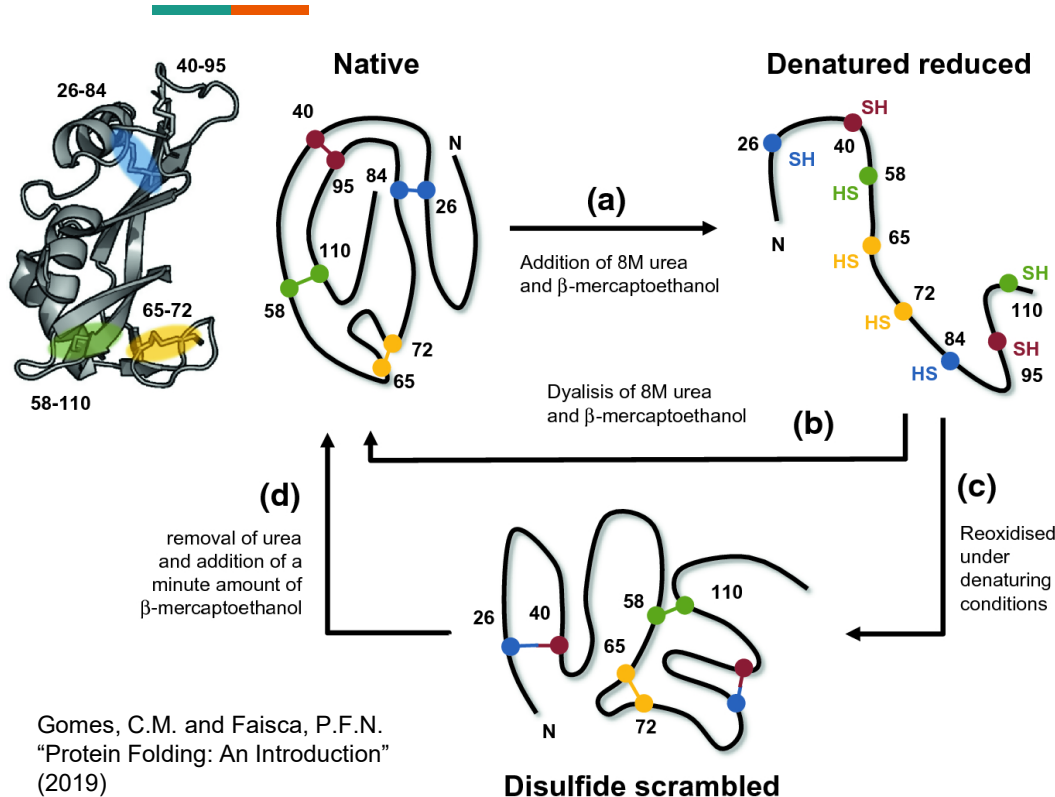 40-95
26-84
65-72
58-110
Native
40
N
95
84
26
110
58
72
65
(a)
Addition of 8M urea
and β-mercaptoethanol
Denatured reduced
SH
26
SH
40
58
HS
N
65
HS
72
HS
84
HS
SH
110
SH
95
Dyalisis of 8M urea
and β-mercaptoethanol
(b)
(c)
Reoxidised
under
denaturing
conditions
(d)
removal of urea
and addition of a
minute amount of
β-mercaptoethanol
26
40
58
110
65
72
N
Disulfide scrambled
Gomes, C.M. and Faisca, P.F.N.
“Protein Folding: An Introduction”
(2019)